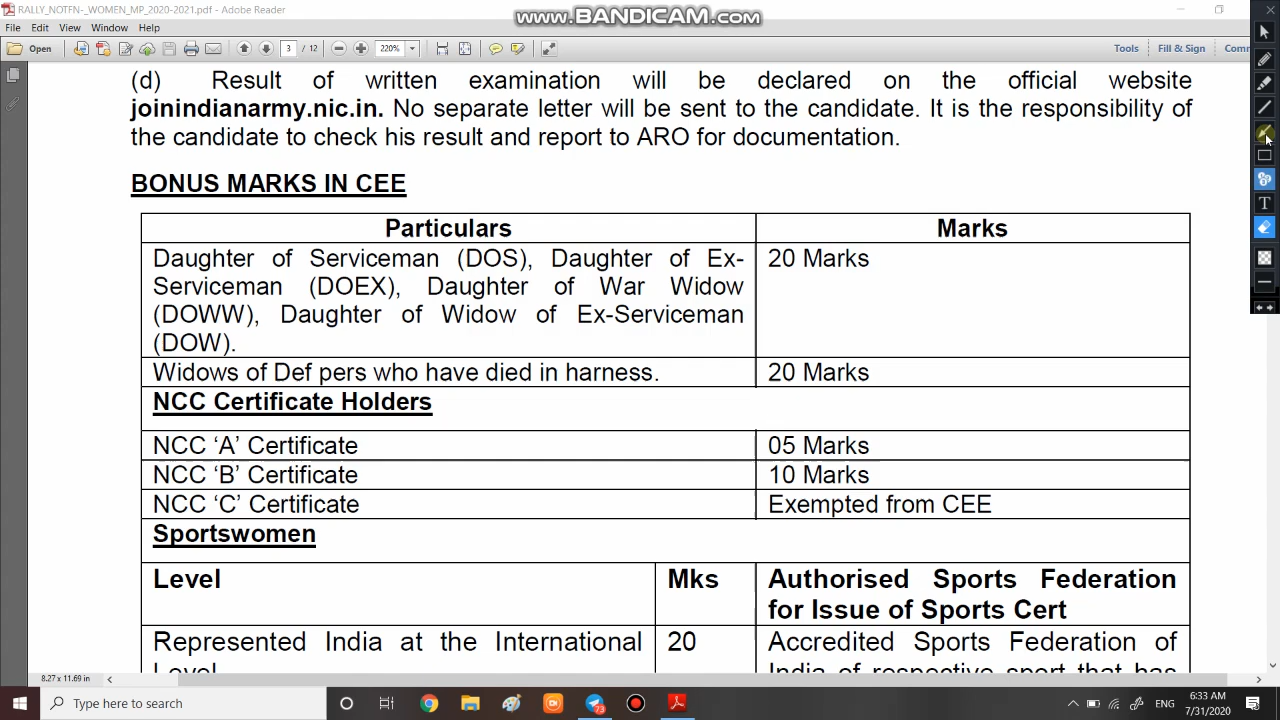 RALLY_NOTFN-_WOMEN_MP_2020-2021.pdf - Adobe Reader
www.BANDICAM.com
File Edit View Window Help
Open 3 / 12 220% Tools Fill & Sign
(d) Result of written examination will be declared on the official website
joinindianarmy.nic.in. No separate letter will be sent to the candidate. It is the responsibility of
the candidate to check his result and report to ARO for documentation.
BONUS MARKS IN CEE
Particulars Marks
Daughter of Serviceman (DOS), Daughter of Ex- 20 Marks
Serviceman (DOEX), Daughter of War Widow
(DOWW), Daughter of Widow of Ex-Serviceman
(DOW).
Widows of Def pers who have died in harness. 20 Marks
NCC Certificate Holders
NCC ‘A’ Certificate 05 Marks
NCC ‘B’ Certificate 10 Marks
NCC ‘C’ Certificate Exempted from CEE
Sportswomen
Level Mks Authorised Sports Federation
for Issue of Sports Cert
Represented India at the International 20 Accredited Sports Federation of
Level India of respective sport that has
8.27 x 11.69 in
Type here to search
73
ENG
6:33 AM
7/31/2020